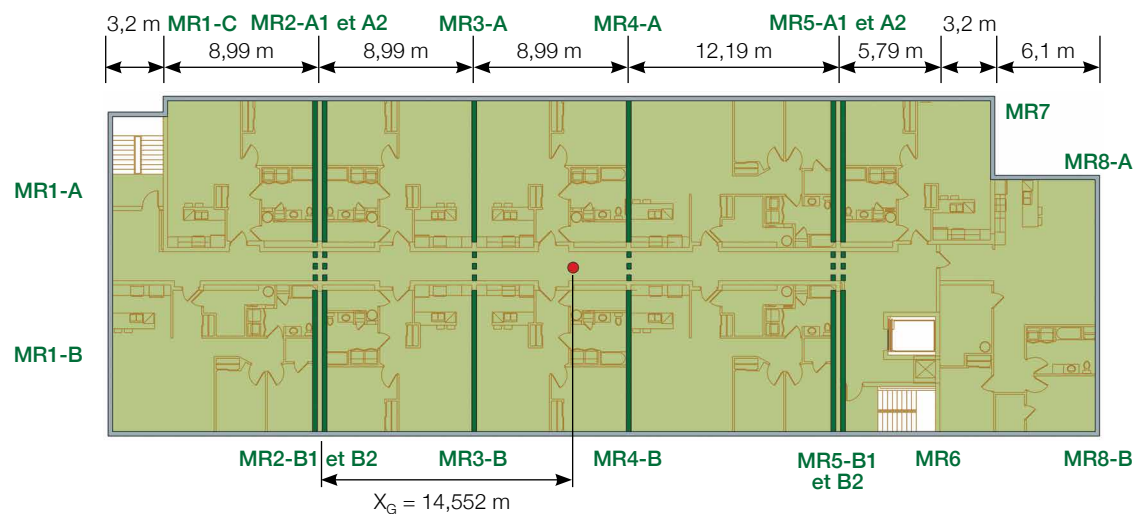 3,2 m MR1-C MR2-A1 et A2 MR3-A MR4-A MR5-A1 et A2 3,2 m
8,99 m 8,99 m 8,99 m 12,19 m 5,79 m 6,1 m
MR7
MR8-A
MR1-A
MR1-B
MR2-B1 et B2 MR3-B MR4-B MR5-B1 MR6 MR8-B
et B2
X_G = 14,552 m